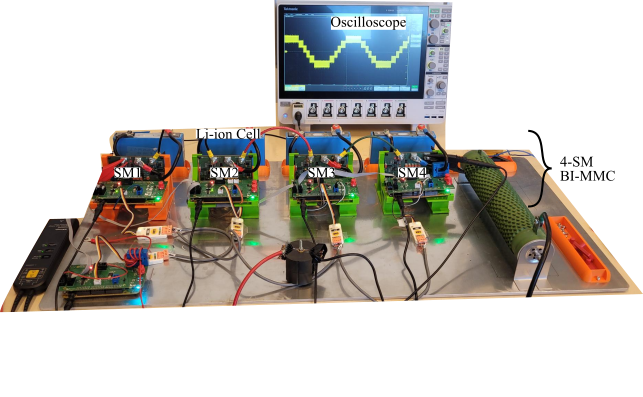 Oscilloscope
Li-ion Cell
SM1
SM2
SM3
SM4
4-SM
BI-MMC